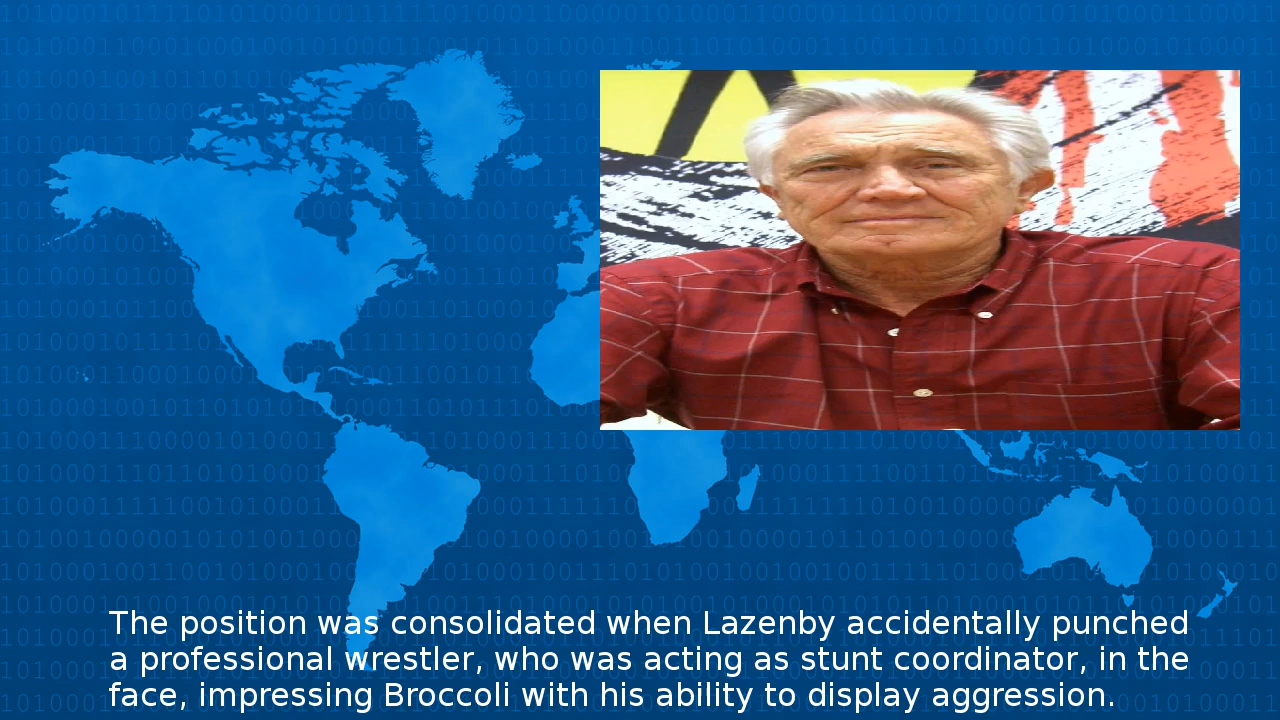 The position was consolidated when Lazenby accidentally punched
a professional wrestler, who was acting as stunt coordinator, in the
face, impressing Broccoli with his ability to display aggression.